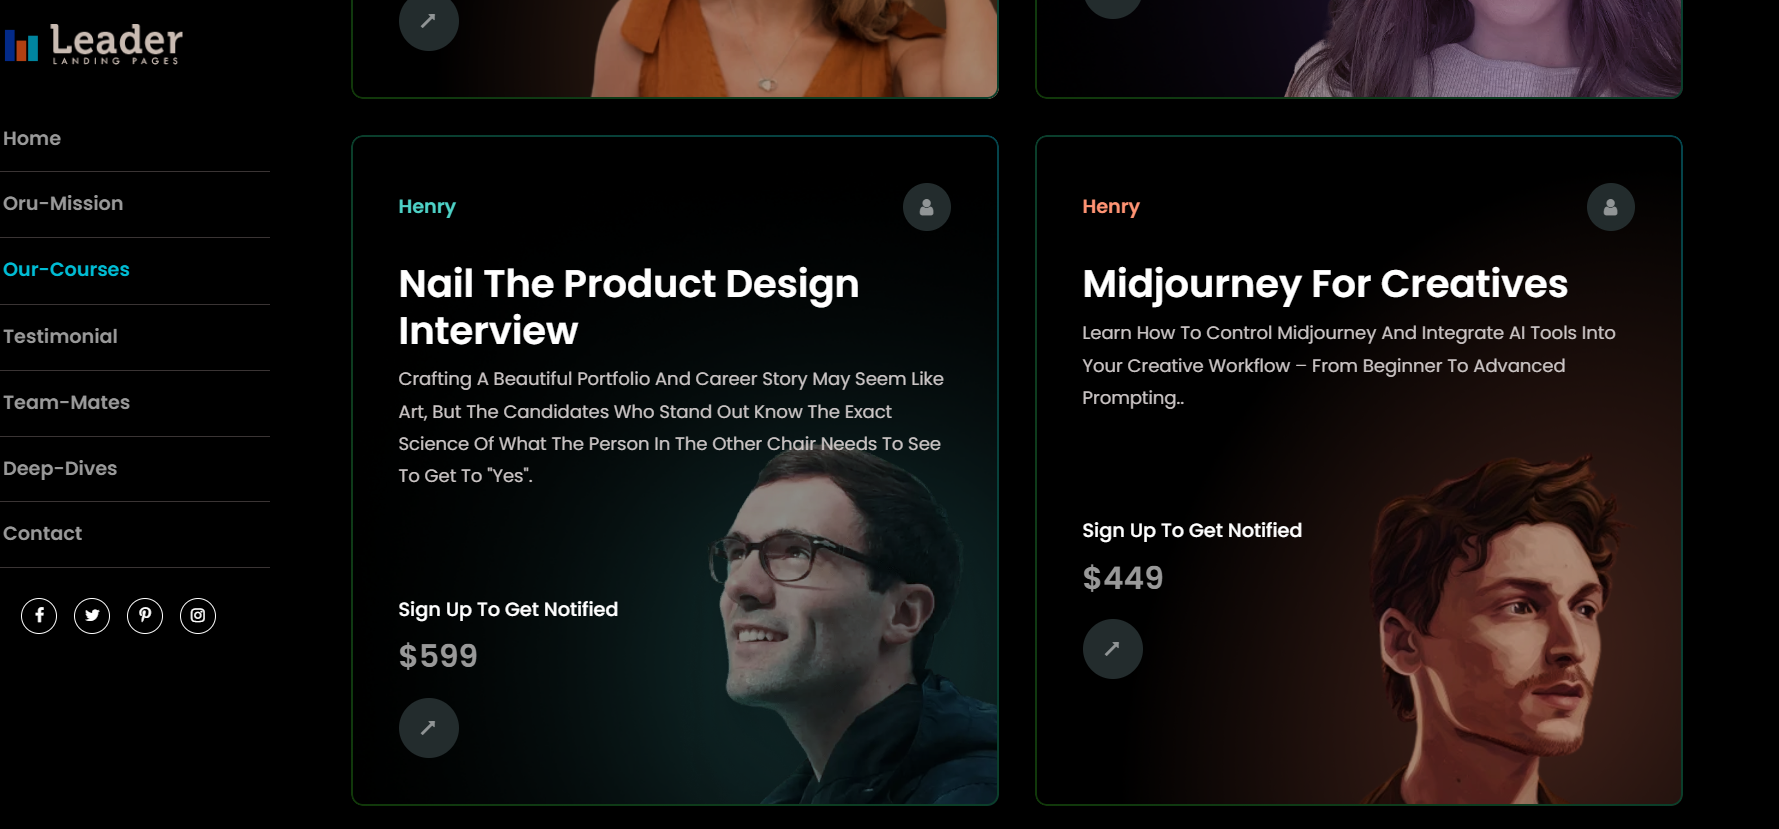 Leader
LANDING PAGES
Home
Oru-Mission
Our-Courses
Testimonial
Team-Mates
Deep-Dives
Contact
Henry
Nail The Product Design
Interview
Crafting A Beautiful Portfolio And Career Story May Seem Like
Art, But The Candidates Who Stand Out Know The Exact
Science Of What The Person In The Other Chair Needs To See
To Get To "Yes".
Sign Up To Get Notified
$599
Henry
Midjourney For Creatives
Learn How To Control Midjourney And Integrate AI Tools Into
Your Creative Workflow – From Beginner To Advanced
Prompting..
Sign Up To Get Notified
$449